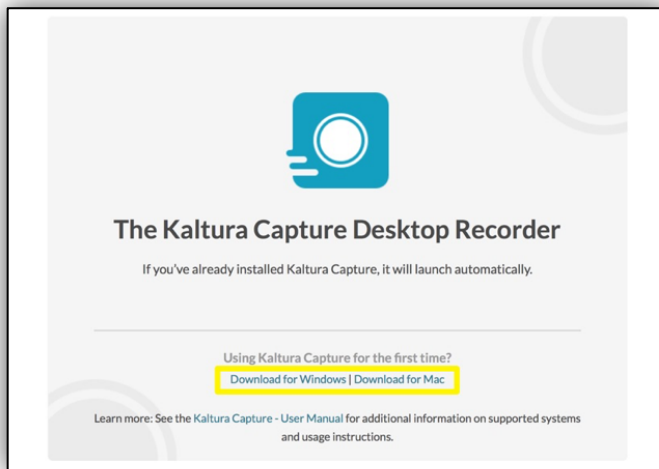 The Kaltura Capture Desktop Recorder
If you've already installed Kaltura Capture, it will launch automatically.
Using Kaltura Capture for the first time?
Download for Windows | Download for Mac
Learn more: See the Kaltura Capture - User Manual for additional information on supported systems
and usage instructions.